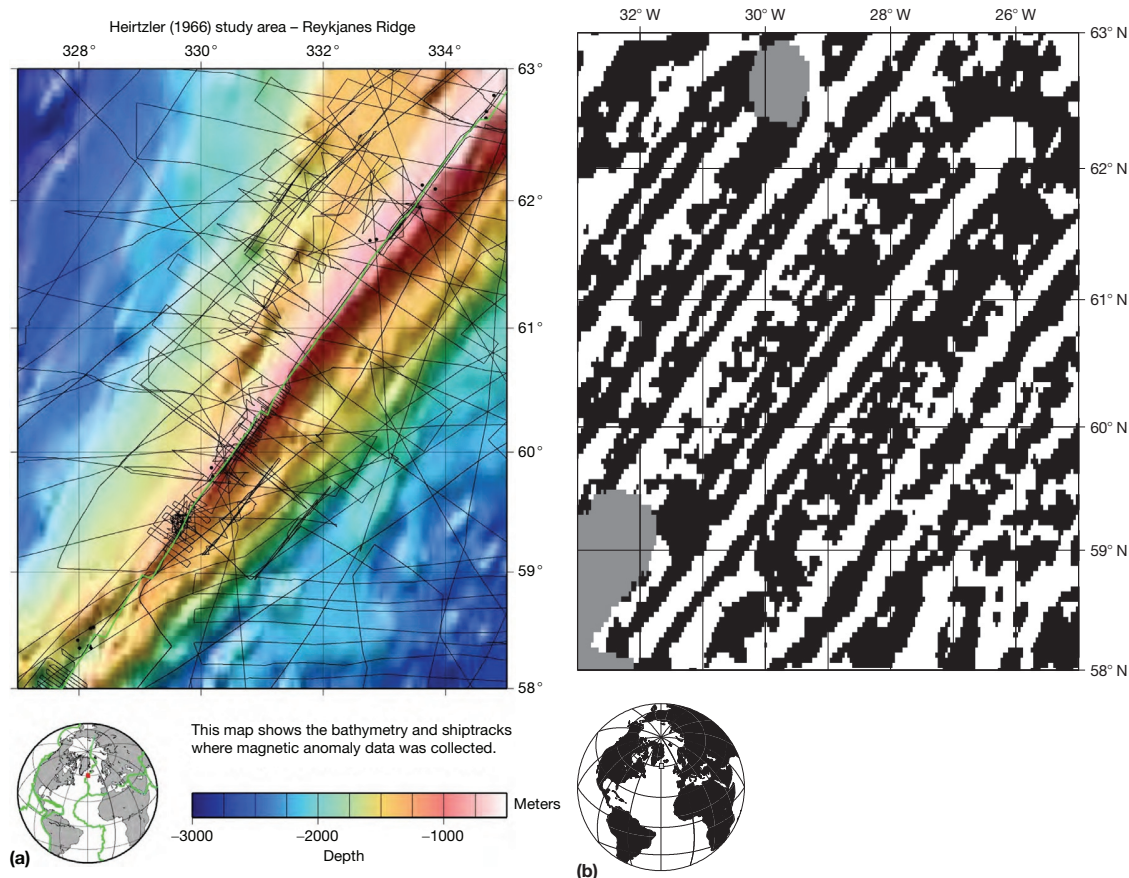 Heirtzler (1966) study area – Reykjanes Ridge
328° 330° 332° 334°
63°
62°
61°
60°
59°
58°
This map shows the bathymetry and shiptracks
where magnetic anomaly data was collected.
Meters
–3000 –2000 –1000
Depth
(a)
32° W 30° W 28° W 26° W
63° N
62° N
61° N
60° N
59° N
58° N
(b)